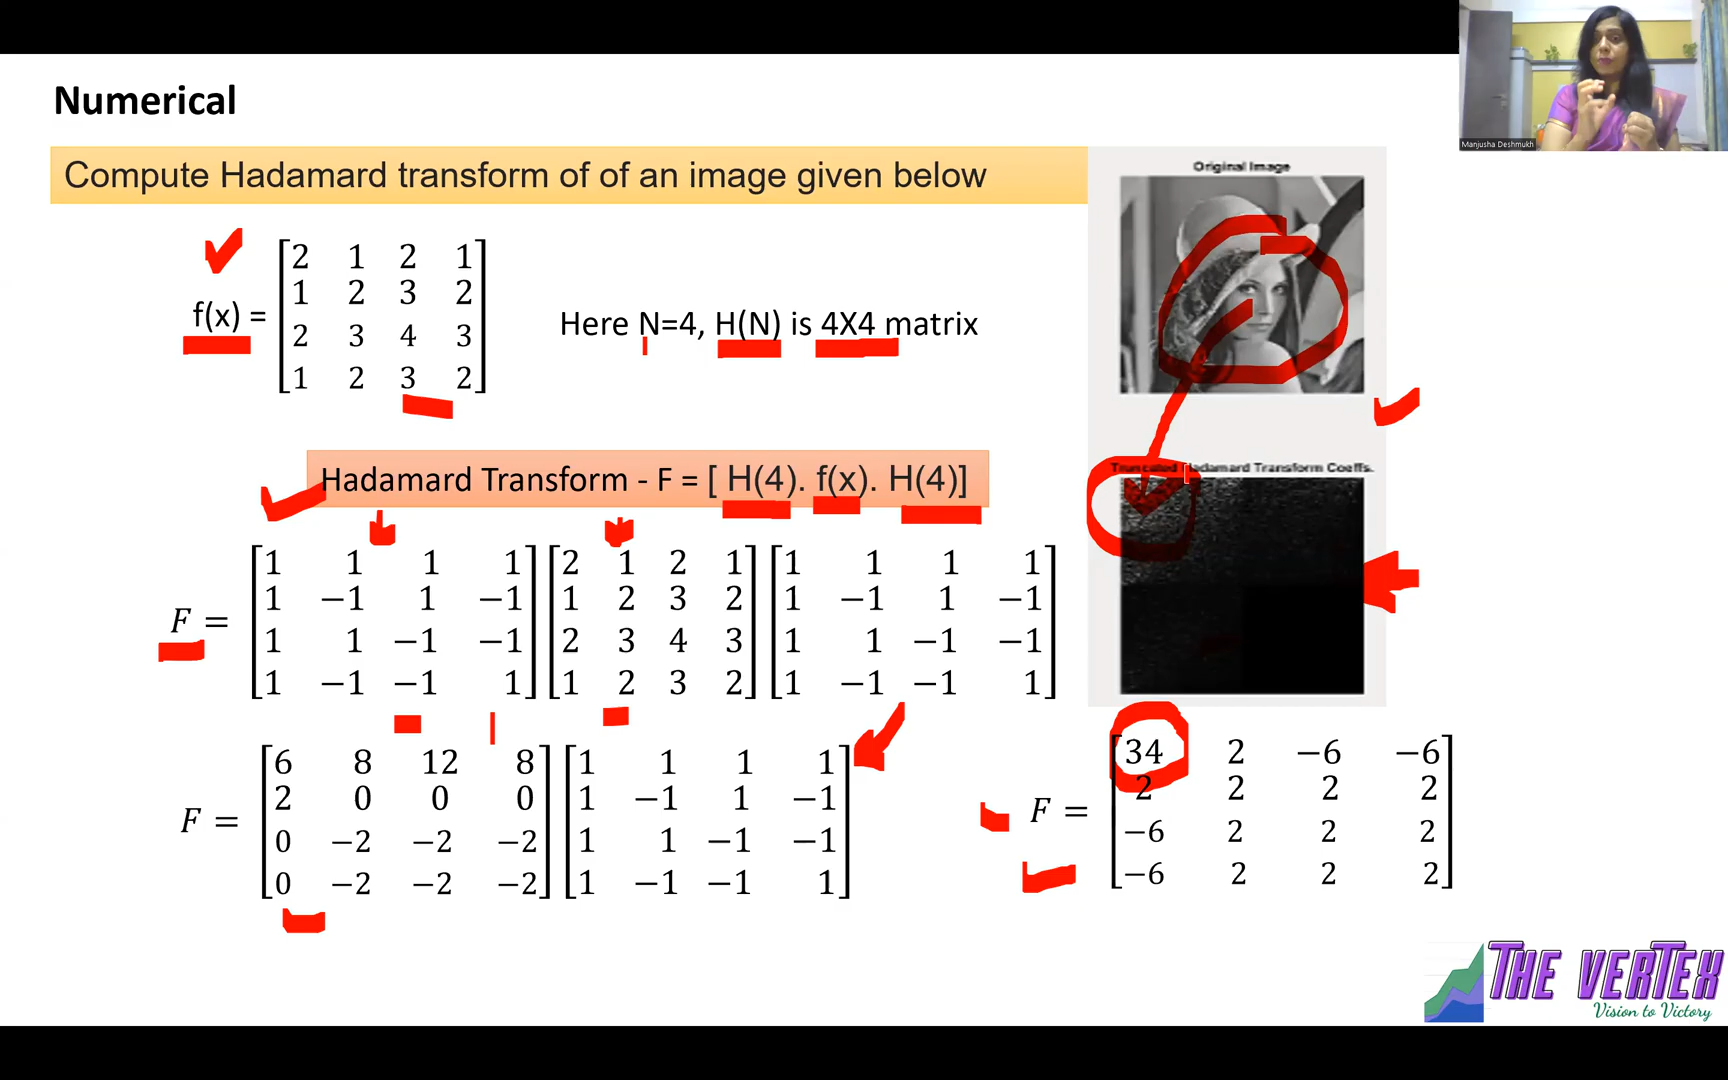 Manjusha Deshmukh
Numerical
Compute Hadamard transform of of an image given below
Original Image
f(x) =
2 1 2 1
1 2 3 2
2 3 4 3
1 2 3 2
Here N=4, H(N) is 4X4 matrix
Truncated Hadamard Transform Coeffs.
Hadamard Transform - F = [ H(4). f(x). H(4)]
F =
1 1 1 1
1 −1 1 −1
1 1 −1 −1
1 −1 −1 1
2 1 2 1
1 2 3 2
2 3 4 3
1 2 3 2
1 1 1 1
1 −1 1 −1
1 1 −1 −1
1 −1 −1 1
F =
6 8 12 8
2 0 0 0
0 −2 −2 −2
0 −2 −2 −2
1 1 1 1
1 −1 1 −1
1 1 −1 −1
1 −1 −1 1
F =
34 2 −6 −6
2 2 2 2
−6 2 2 2
−6 2 2 2
THE VERTEX
Vision to Victory